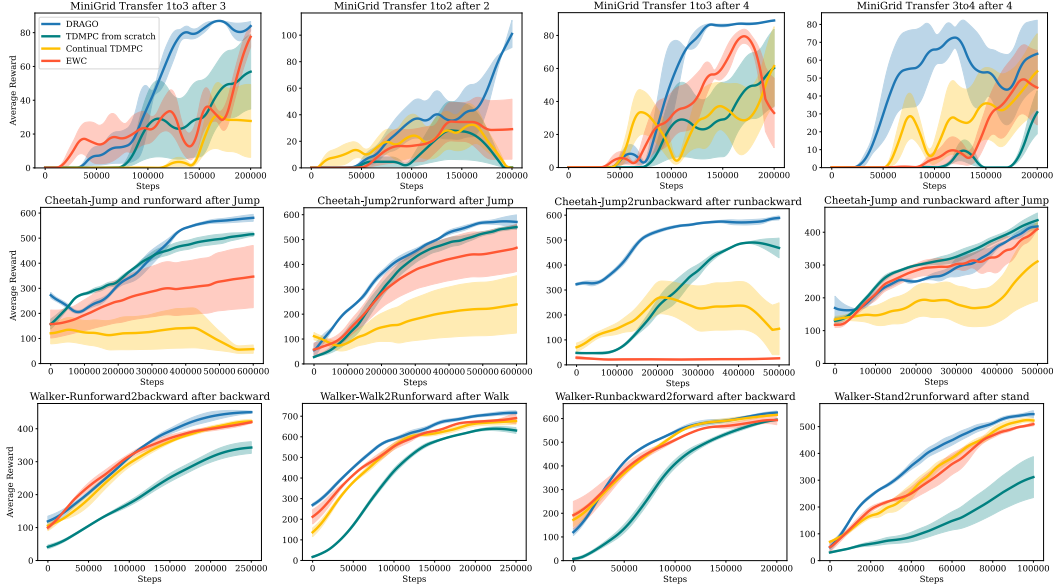 MiniGrid Transfer 1to3 after 3
MiniGrid Transfer 1to2 after 2
MiniGrid Transfer 1to3 after 4
MiniGrid Transfer 3to4 after 4
DRAGO
TDMPC from scratch
Continual TDMPC
EWC
Average Reward
80
60
40
20
0
100
80
60
40
20
0
80
60
40
20
0
80
70
60
50
40
30
20
10
0
0 50000 100000 150000 200000
0 50000 100000 150000 200000
0 50000 100000 150000 200000
0 50000 100000 150000 200000
Steps
Steps
Steps
Steps
Cheetah-Jump and runforward after Jump
Cheetah-Jump2runforward after Jump
Cheetah-Jump2runbackward after runbackward
Cheetah-Jump and runbackward after Jump
Average Reward
600
500
400
300
200
100
0
600
500
400
300
200
100
0
600
500
400
300
200
100
0
400
300
200
100
0
0 100000 200000 300000 400000 500000 600000
0 100000 200000 300000 400000 500000 600000
0 100000 200000 300000 400000 500000
0 100000 200000 300000 400000 500000
Steps
Steps
Steps
Steps
Walker-Runforward2backward after backward
Walker-Walk2Runforward after Walk
Walker-Runbackward2forward after backward
Walker-Stand2runforward after stand
Average Reward
400
300
200
100
0
700
600
500
400
300
200
100
0
600
500
400
300
200
100
0
500
400
300
200
100
0
0 50000 100000 150000 200000 250000
0 50000 100000 150000 200000 250000
0 50000 100000 150000 200000
0 20000 40000 60000 80000 100000
Steps
Steps
Steps
Steps